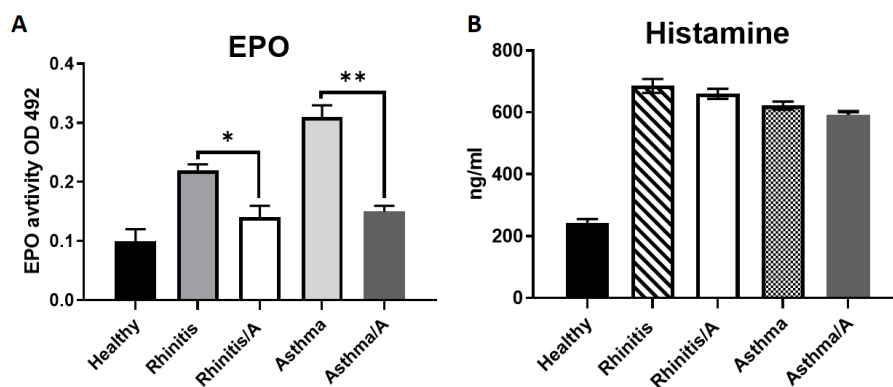 A
EPO
EPO avtivity OD 492
0.4
0.3
0.2
0.1
0.0
*
**
Healthy
Rhinitis
Rhinitis/A
Asthma
Asthma/A
B
Histamine
ng/ml
800
600
400
200
0
Healthy
Rhinitis
Rhinitis/A
Asthma
Asthma/A